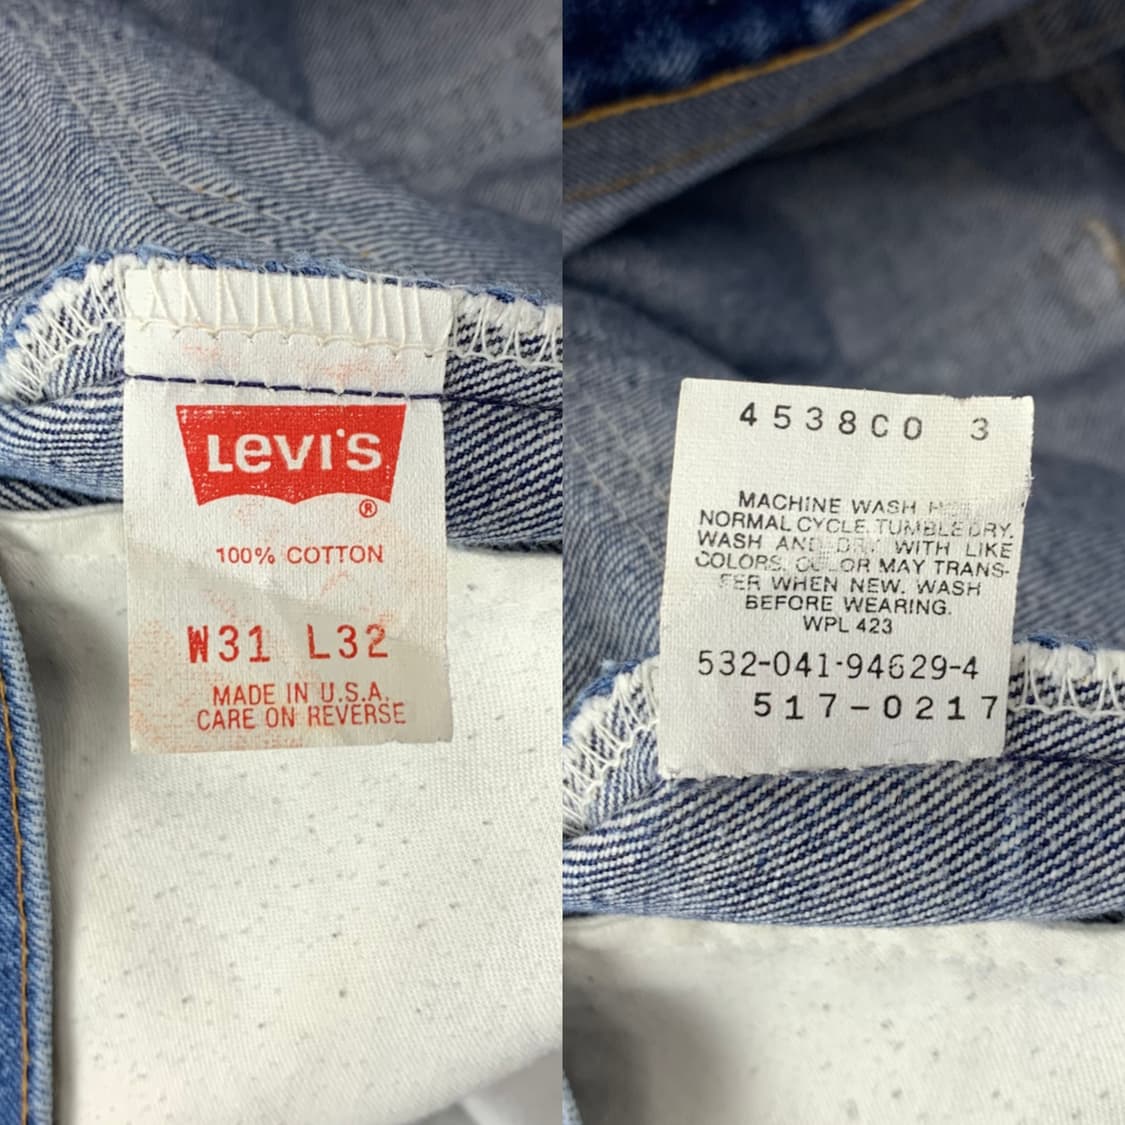 LEVI'S
®
100% COTTON
W31 L32
MADE IN U.S.A.
CARE ON REVERSE
4538C0 3
MACHINE WASH
NORMAL CYCLE. TUMBLE DRY.
WASH AND DRY WITH LIKE
COLORS. COLOR MAY TRANS-
FER WHEN NEW. WASH
BEFORE WEARING.
WPL 423
532-041-94629-4
517-0217